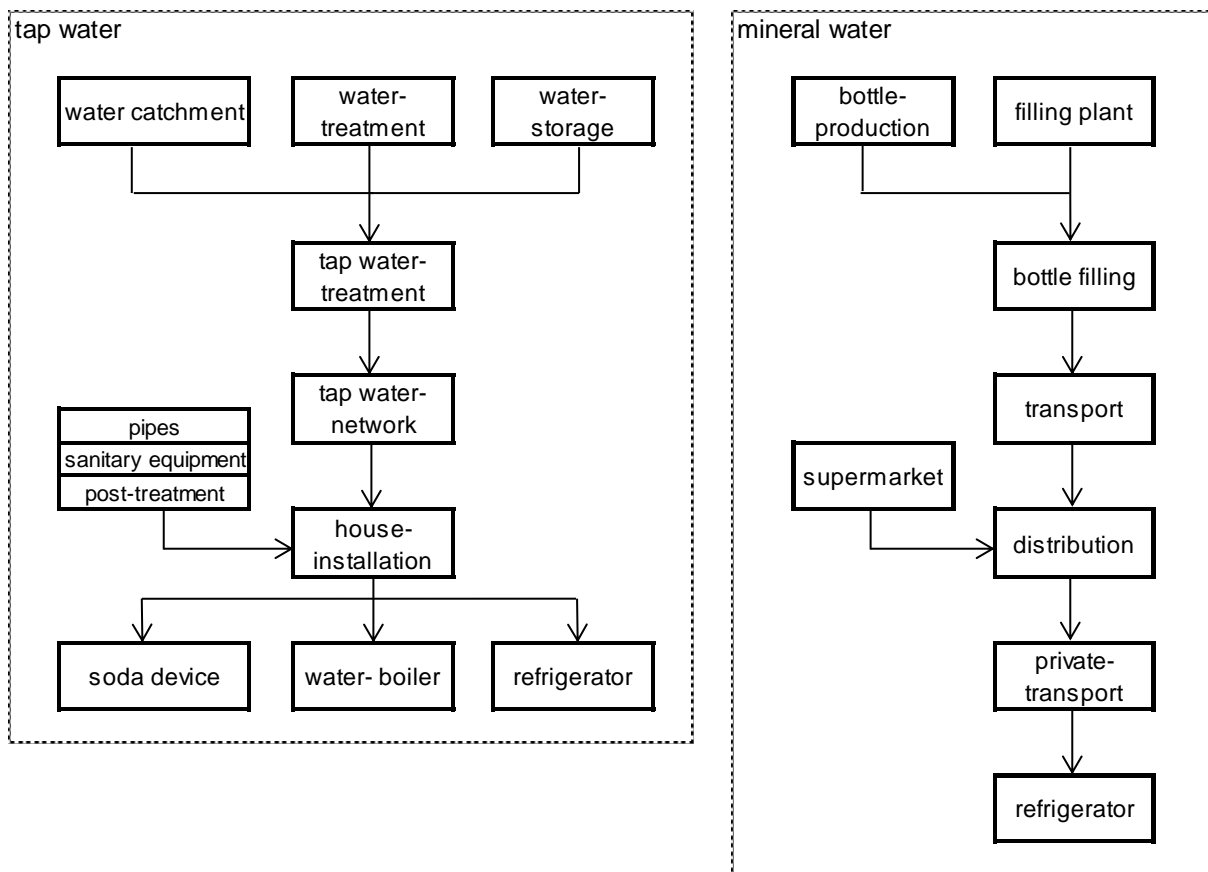 tap water
water catchment
water-
treatment
water-
storage
tap water-
treatment
tap water-
network
pipes
sanitary equipment
post-treatment
house-
installation
soda device
water- boiler
refrigerator
mineral water
bottle-
production
filling plant
bottle filling
transport
supermarket
distribution
private-
transport
refrigerator